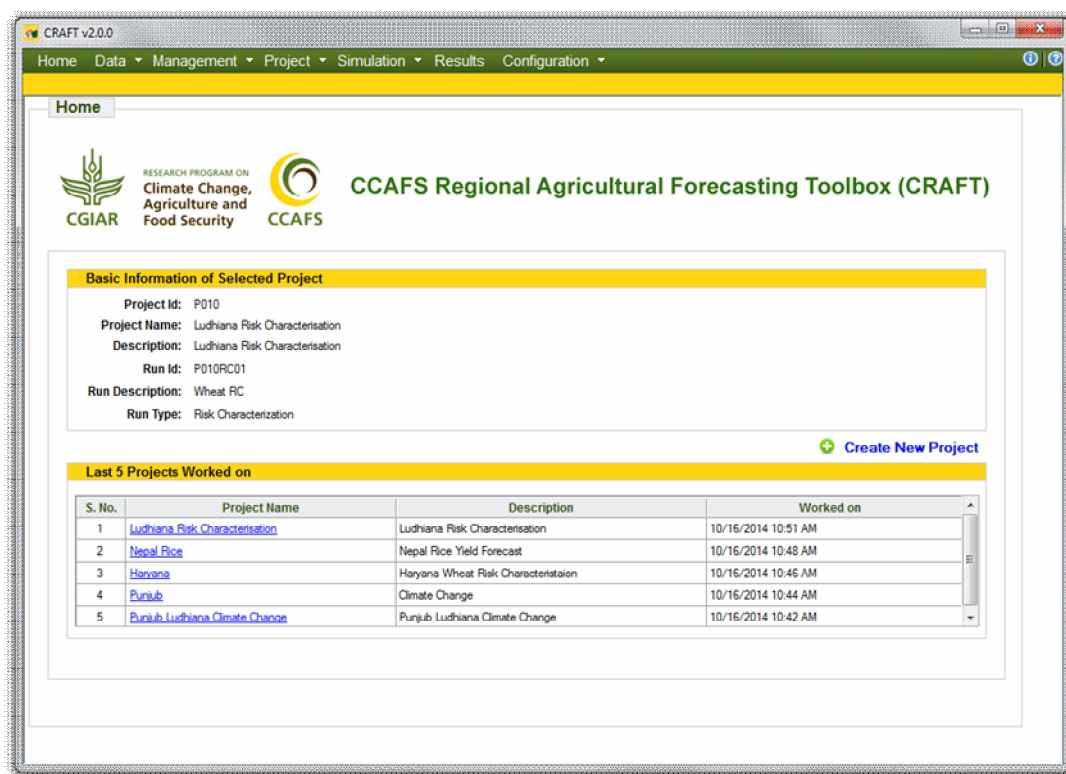 CRAFT v2.0.0
Home Data Management Project Simulation Results Configuration
Home
CGIAR
RESEARCH PROGRAM ON
Climate Change,
Agriculture and
Food Security
CCAFS
CCAFS Regional Agricultural Forecasting Toolbox (CRAFT)
Basic Information of Selected Project
Project Id: P010
Project Name: Ludhiana Risk Characterisation
Description: Ludhiana Risk Characterisation
Run Id: P010RC01
Run Description: Wheat RC
Run Type: Risk Characterization
Create New Project
Last 5 Projects Worked on
S. No. Project Name Description Worked on
1 Ludhiana Risk Characterisation Ludhiana Risk Characterisation 10/16/2014 10:51 AM
2 Nepal Rice Nepal Rice Yield Forecast 10/16/2014 10:48 AM
3 Haryana Haryana Wheat Risk Characteristaion 10/16/2014 10:46 AM
4 Punjub Climate Change 10/16/2014 10:44 AM
5 Punjub Ludhiana Climate Change Punjub Ludhiana Climate Change 10/16/2014 10:42 AM